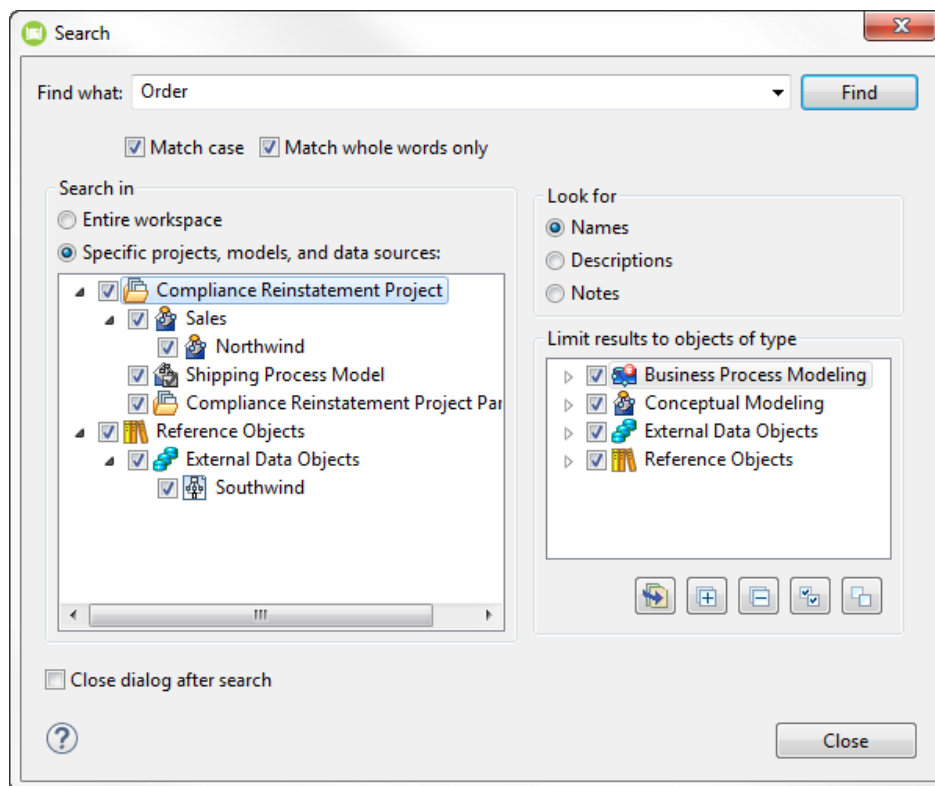 Search
Find what: Order Find
Match case Match whole words only
Search in
Entire workspace
Specific projects, models, and data sources:
Compliance Reinstatement Project
Sales
Northwind
Shipping Process Model
Compliance Reinstatement Project Par
Reference Objects
External Data Objects
Southwind
Look for
Names
Descriptions
Notes
Limit results to objects of type
Business Process Modeling
Conceptual Modeling
External Data Objects
Reference Objects
Close dialog after search
Close